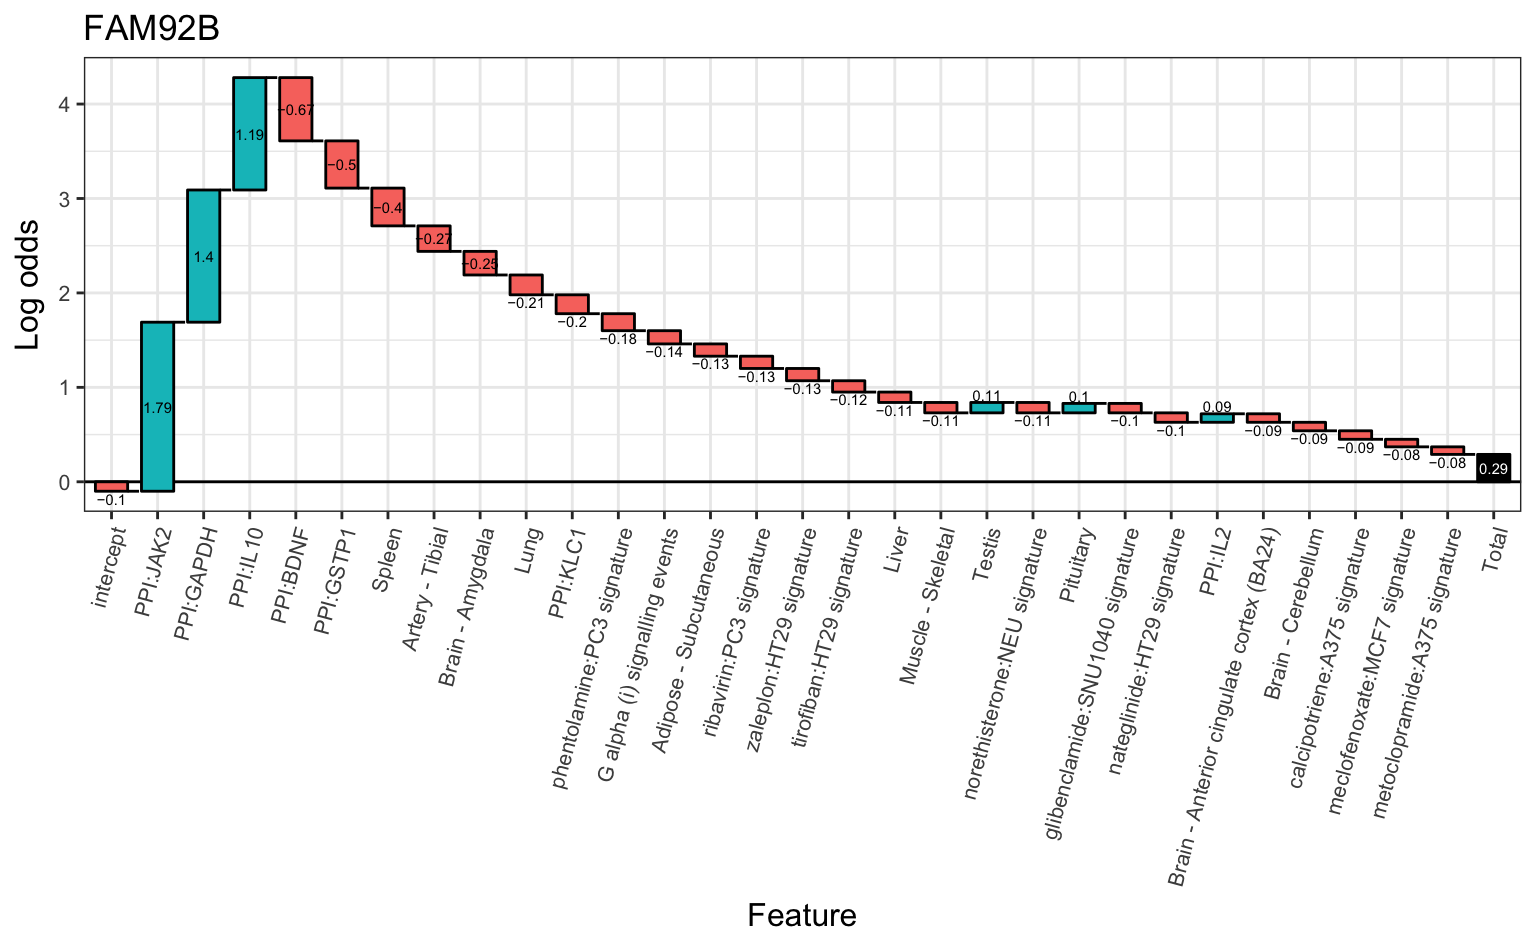 FAM92B
Log odds
4
3
2
1
0
−0.1
1.79
1.4
1.19
−0.67
−0.5
−0.4
−0.27
−0.25
−0.21
−0.2
−0.18
−0.14
−0.13
−0.13
−0.13
−0.12
−0.11
−0.11
0.11
−0.11
0.1
−0.1
−0.1
0.09
−0.09
−0.09
−0.09
−0.08
−0.08
0.29
intercept
PPI:JAK2
PPI:GAPDH
PPI:IL10
PPI:BDNF
PPI:GSTP1
Spleen
Artery - Tibial
Brain - Amygdala
Lung
PPI:KLC1
phentolamine:PC3 signature
G alpha (i) signalling events
Adipose - Subcutaneous
ribavirin:PC3 signature
zaleplon:HT29 signature
tirofiban:HT29 signature
Liver
Muscle - Skeletal
Testis
norethisterone:NEU signature
Pituitary
glibenclamide:SNU1040 signature
nateglinide:HT29 signature
PPI:IL2
Brain - Anterior cingulate cortex (BA24)
Brain - Cerebellum
calcipotriene:A375 signature
meclofenoxate:MCF7 signature
metoclopramide:A375 signature
Total
Feature